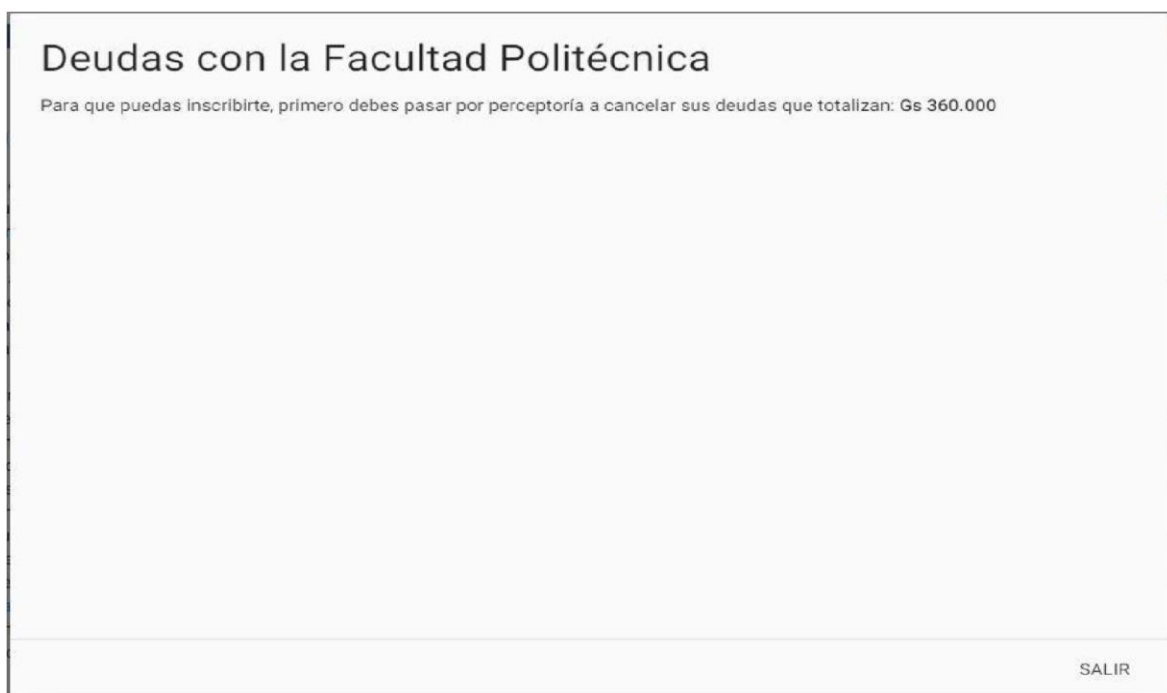 Deudas con la Facultad Politécnica
Para que puedas inscribirte, primero debes pasar por perceptoría a cancelar sus deudas que totalizan: Gs 360.000
SALIR